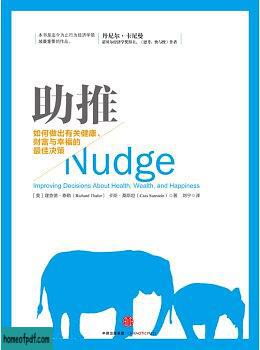 本书是迄今为止行为经济学领
域最重要的作品。
丹尼尔·卡尼曼
诺贝尔经济学奖得主，《思考，快与慢》作者
助推
如何做出有关健康、
财富与幸福的
最佳决策
Nudge
Improving Decisions About Health, Wealth, and Happiness
[美] 理查德·泰勒 (Richard Thaler) 卡斯·桑斯坦 (Cass Sunstein) 著 刘宁 译
中信出版集团
homeofpdf.com